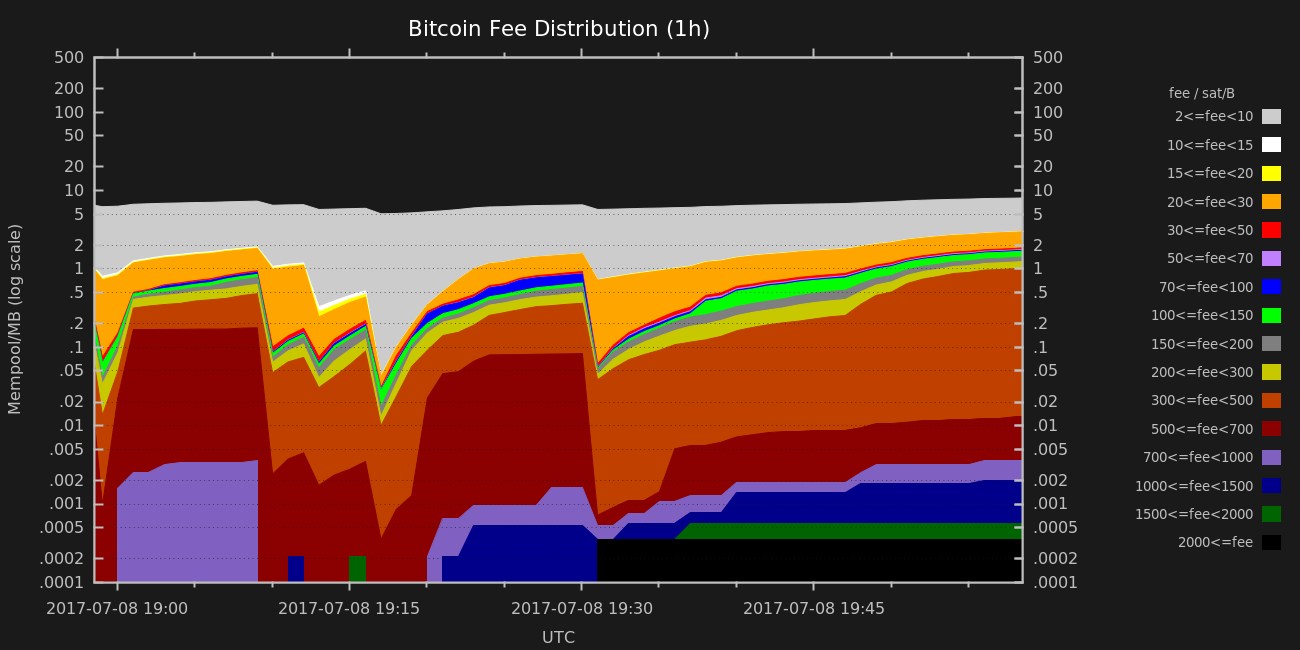 Bitcoin Fee Distribution (1h)
500
200
100
50
20
10
5
2
1
.5
.2
.1
.05
.02
.01
.005
.002
.001
.0005
.0002
.0001
Mempool/MB (log scale)
500
200
100
50
20
10
5
2
1
.5
.2
.1
.05
.02
.01
.005
.002
.001
.0005
.0002
.0001
2017-07-08 19:00
2017-07-08 19:15
2017-07-08 19:30
2017-07-08 19:45
UTC
fee / sat/B
2<=fee<10
10<=fee<15
15<=fee<20
20<=fee<30
30<=fee<50
50<=fee<70
70<=fee<100
100<=fee<150
150<=fee<200
200<=fee<300
300<=fee<500
500<=fee<700
700<=fee<1000
1000<=fee<1500
1500<=fee<2000
2000<=fee